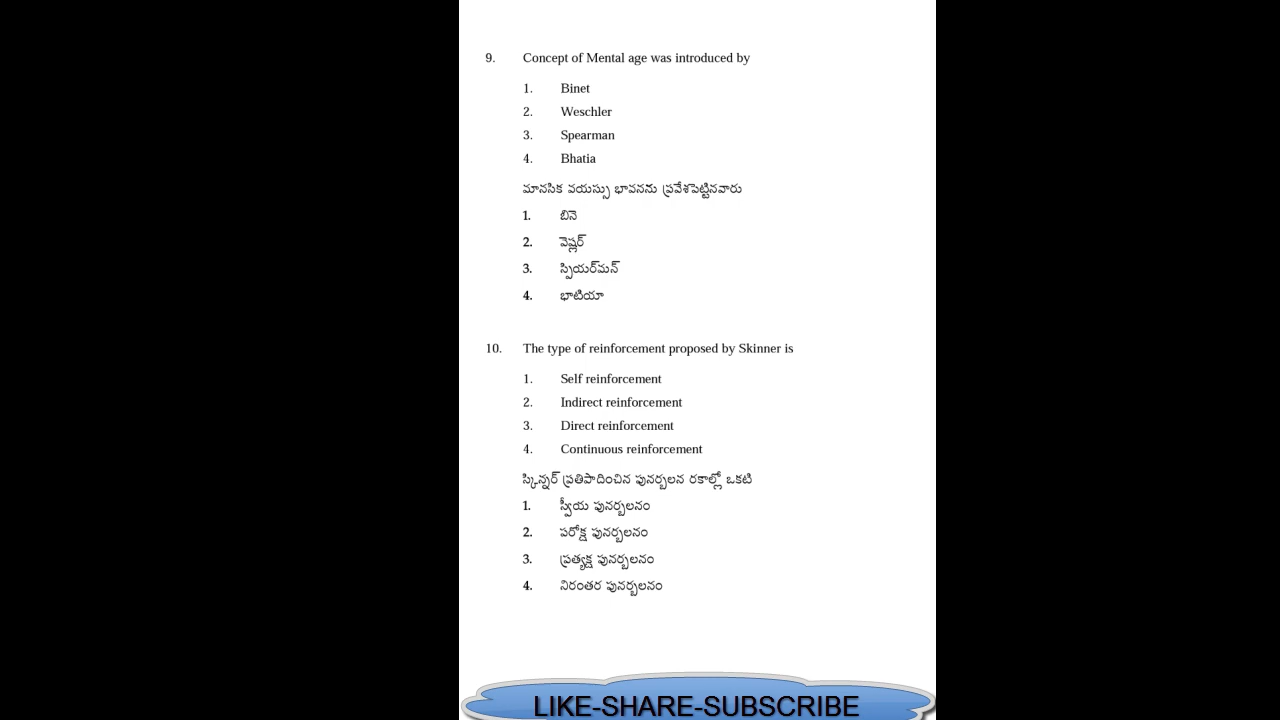 9. Concept of Mental age was introduced by
1. Binet
2. Weschler
3. Spearman
4. Bhatia
మానసిక వయస్సు భావనను ప్రవేశపెట్టినవారు
1. బినె
2. వెష్లర్
3. స్పియర్‌మన్
4. భాటియా
10. The type of reinforcement proposed by Skinner is
1. Self reinforcement
2. Indirect reinforcement
3. Direct reinforcement
4. Continuous reinforcement
స్కిన్నర్ ప్రతిపాదించిన పునర్బలన రకాల్లో ఒకటి
1. స్వీయ పునర్బలనం
2. పరోక్ష పునర్బలనం
3. ప్రత్యక్ష పునర్బలనం
4. నిరంతర పునర్బలనం
LIKE-SHARE-SUBSCRIBE